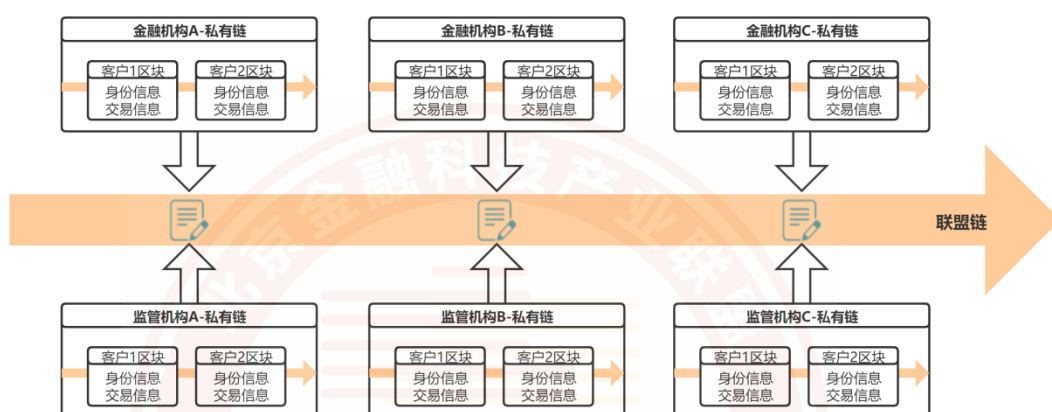 金融机构A-私有链
客户1区块 客户2区块
身份信息 身份信息
交易信息 交易信息
金融机构B-私有链
客户1区块 客户2区块
身份信息 身份信息
交易信息 交易信息
金融机构C-私有链
客户1区块 客户2区块
身份信息 身份信息
交易信息 交易信息
北京金融科技产业联盟
联盟链
监管机构A-私有链
客户1区块 客户2区块
身份信息 身份信息
交易信息 交易信息
监管机构B-私有链
客户1区块 客户2区块
身份信息 身份信息
交易信息 交易信息
监管机构C-私有链
客户1区块 客户2区块
身份信息 身份信息
交易信息 交易信息